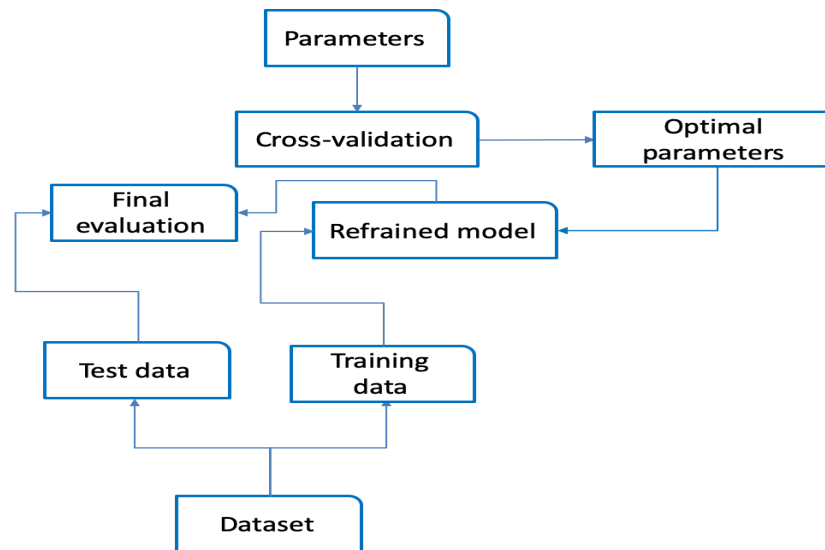 Parameters
Cross-validation
Optimal
parameters
Final
evaluation
Refrained model
Test data
Training
data
Dataset